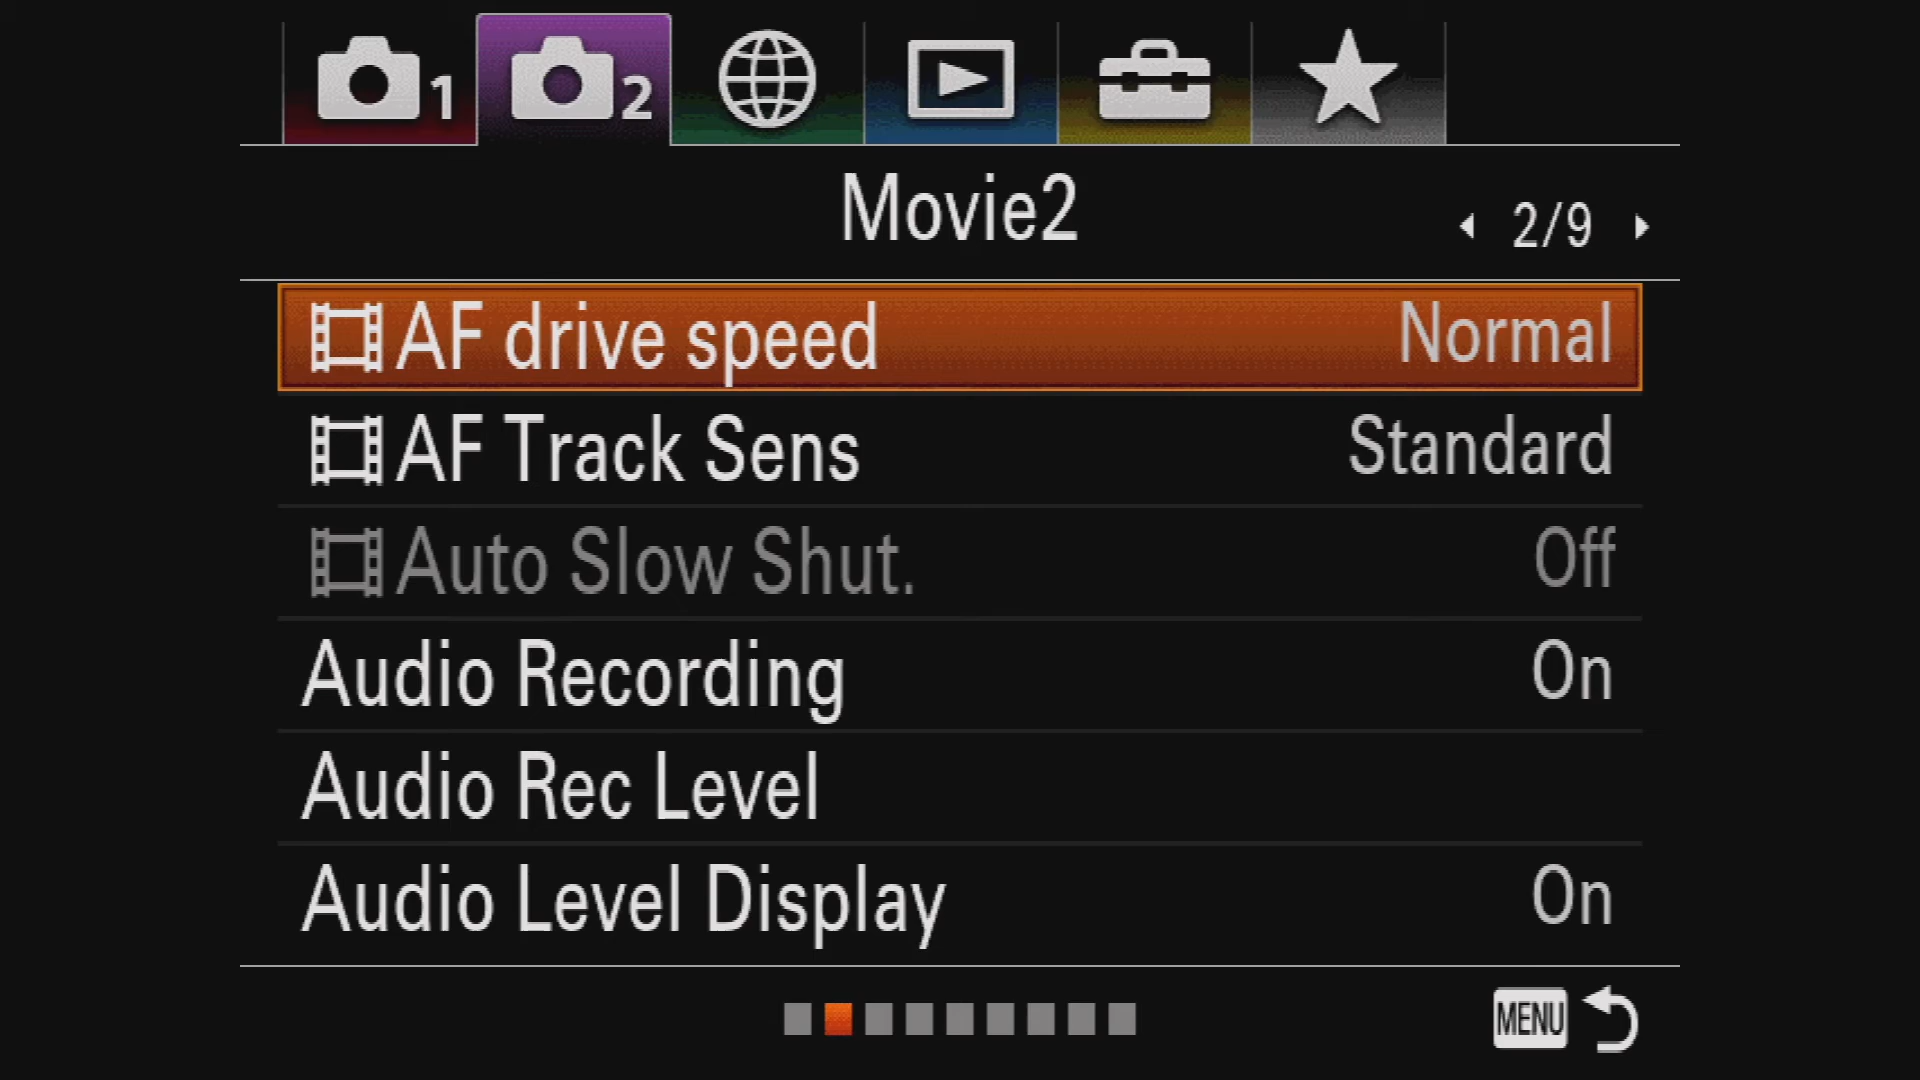 1
2
Movie2
2/9
AF drive speed Normal
AF Track Sens Standard
Auto Slow Shut. Off
Audio Recording On
Audio Rec Level
Audio Level Display On
MENU